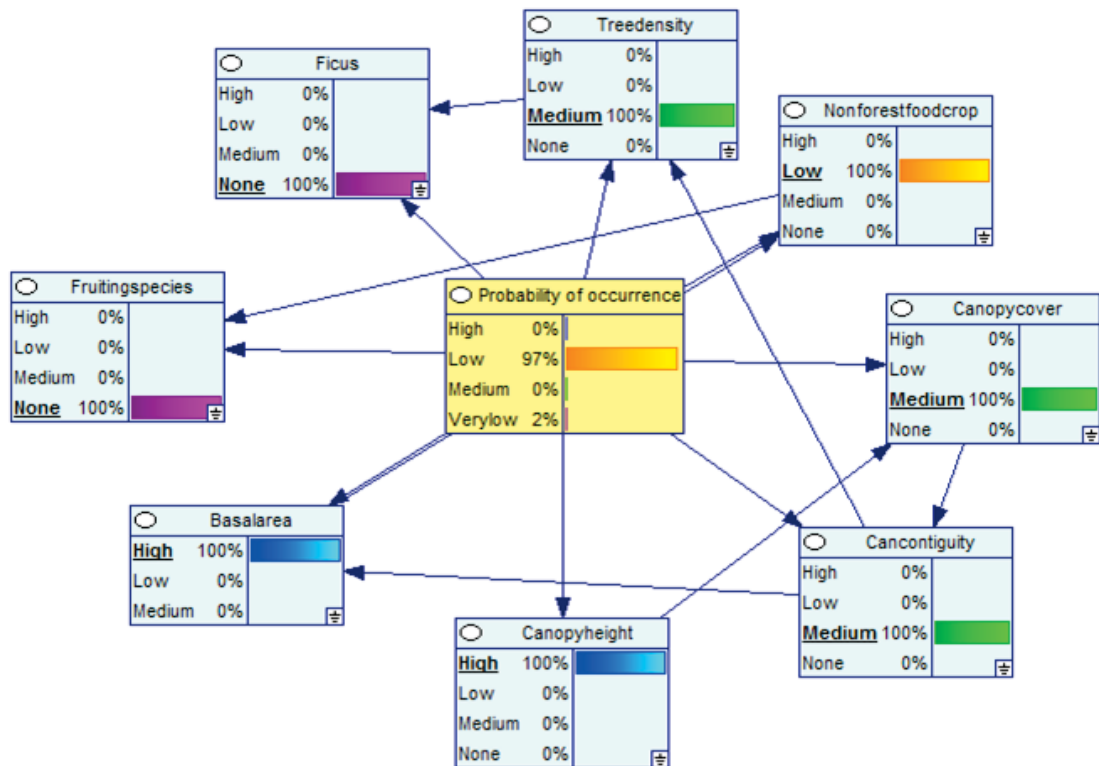 Treedensity
High 0%
Low 0%
Medium 100%
None 0%
Ficus
High 0%
Low 0%
Medium 0%
None 100%
Nonforestfoodcrop
High 0%
Low 100%
Medium 0%
None 0%
Fruitingspecies
High 0%
Low 0%
Medium 0%
None 100%
Probability of occurrence
High 0%
Low 97%
Medium 0%
Verylow 2%
Canopycover
High 0%
Low 0%
Medium 100%
None 0%
Basalarea
High 100%
Low 0%
Medium 0%
Cancontiguity
High 0%
Low 0%
Medium 100%
None 0%
Canopyheight
High 100%
Low 0%
Medium 0%
None 0%